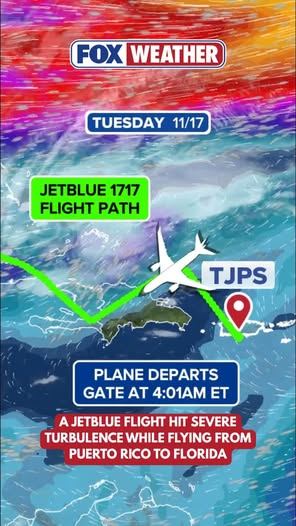 FOX WEATHER
TUESDAY 11/17
JETBLUE 1717
FLIGHT PATH
TJPS
PLANE DEPARTS
GATE AT 4:01AM ET
A JETBLUE FLIGHT HIT SEVERE
TURBULENCE WHILE FLYING FROM
PUERTO RICO TO FLORIDA